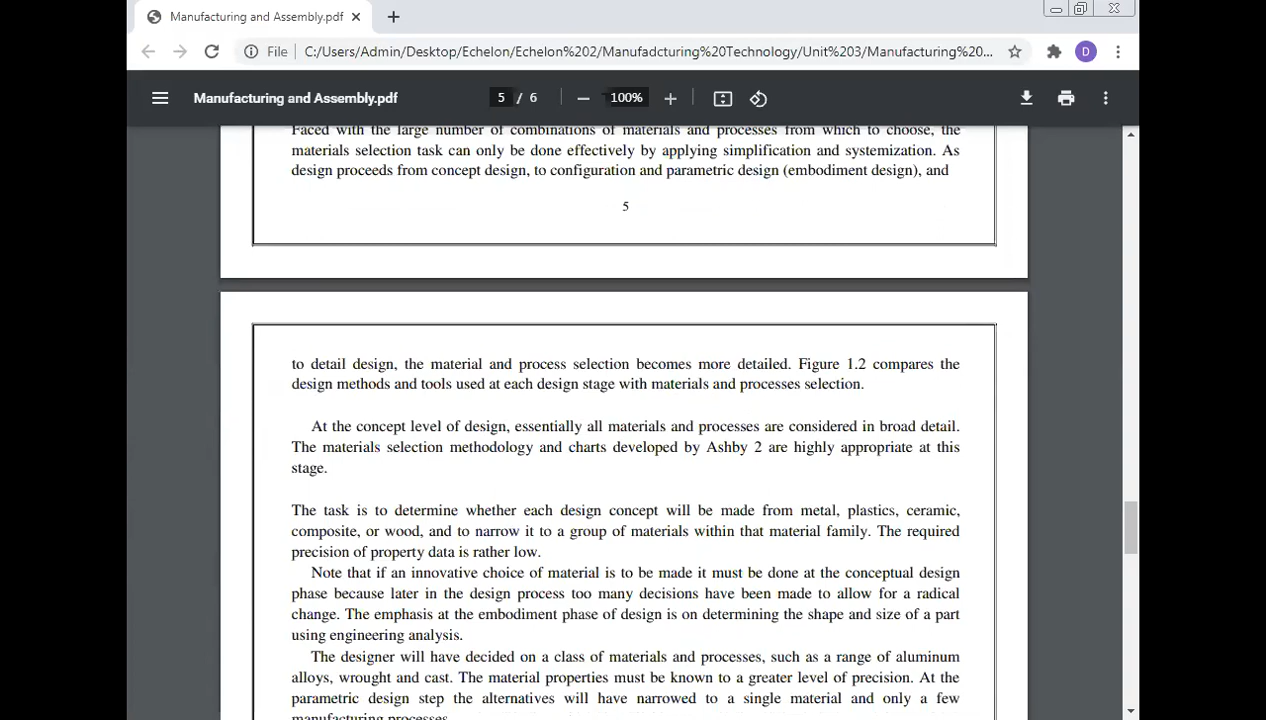 Manufacturing and Assembly.pdf
File C:/Users/Admin/Desktop/Echelon/Echelon%202/Manufadcturing%20Technology/Unit%203/Manufacturing%20... D
Manufacturing and Assembly.pdf 5 / 6 100%
Faced with the large number of combinations of materials and processes from which to choose, the
materials selection task can only be done effectively by applying simplification and systemization. As
design proceeds from concept design, to configuration and parametric design (embodiment design), and
5
to detail design, the material and process selection becomes more detailed. Figure 1.2 compares the
design methods and tools used at each design stage with materials and processes selection.
At the concept level of design, essentially all materials and processes are considered in broad detail.
The materials selection methodology and charts developed by Ashby 2 are highly appropriate at this
stage.
The task is to determine whether each design concept will be made from metal, plastics, ceramic,
composite, or wood, and to narrow it to a group of materials within that material family. The required
precision of property data is rather low.
Note that if an innovative choice of material is to be made it must be done at the conceptual design
phase because later in the design process too many decisions have been made to allow for a radical
change. The emphasis at the embodiment phase of design is on determining the shape and size of a part
using engineering analysis.
The designer will have decided on a class of materials and processes, such as a range of aluminum
alloys, wrought and cast. The material properties must be known to a greater level of precision. At the
parametric design step the alternatives will have narrowed to a single material and only a few
manufacturing processes.